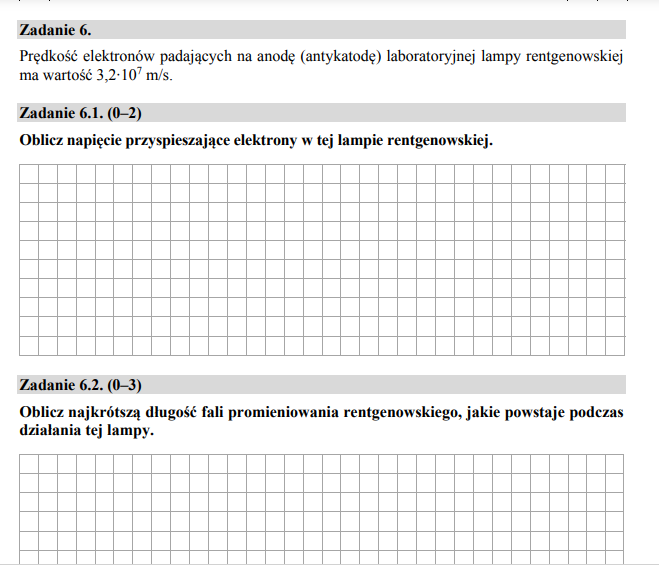 Zadanie 6.
Prędkość elektronów padających na anodę (antykatodę) laboratoryjnej lampy rentgenowskiej
ma wartość 3,2·10⁷ m/s.
Zadanie 6.1. (0–2)
Oblicz napięcie przyspieszające elektrony w tej lampie rentgenowskiej.
Zadanie 6.2. (0–3)
Oblicz najkrótszą długość fali promieniowania rentgenowskiego, jakie powstaje podczas
działania tej lampy.